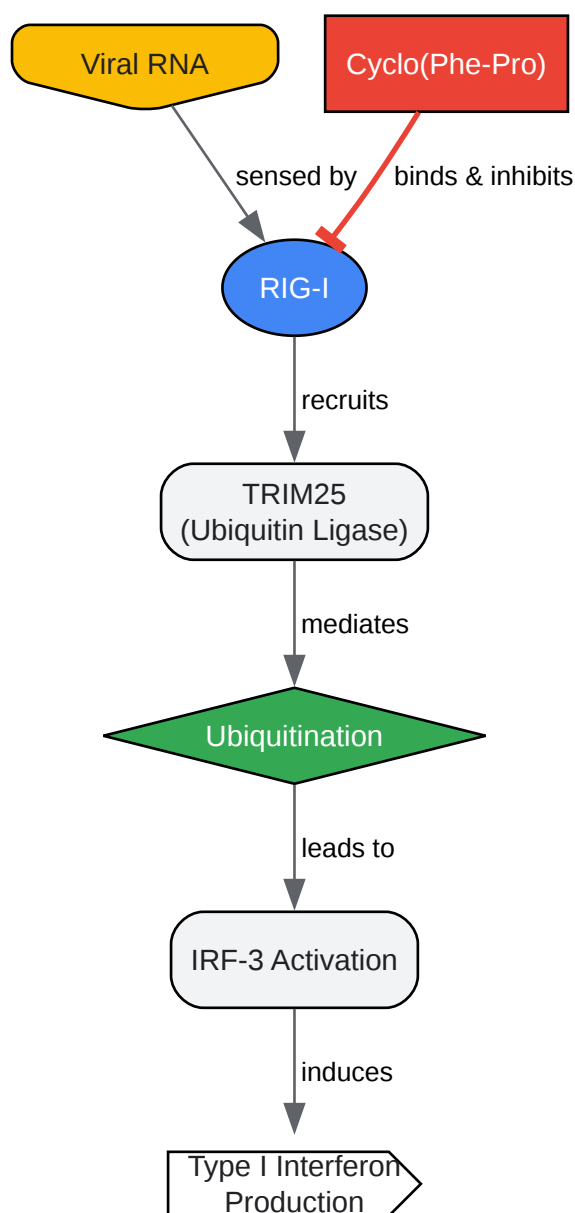 Viral RNA
Cyclo(Phe-Pro)
sensed by
binds & inhibits
RIG-I
recruits
TRIM25
(Ubiquitin Ligase)
mediates
Ubiquitination
leads to
IRF-3 Activation
induces
Type I Interferon
Production